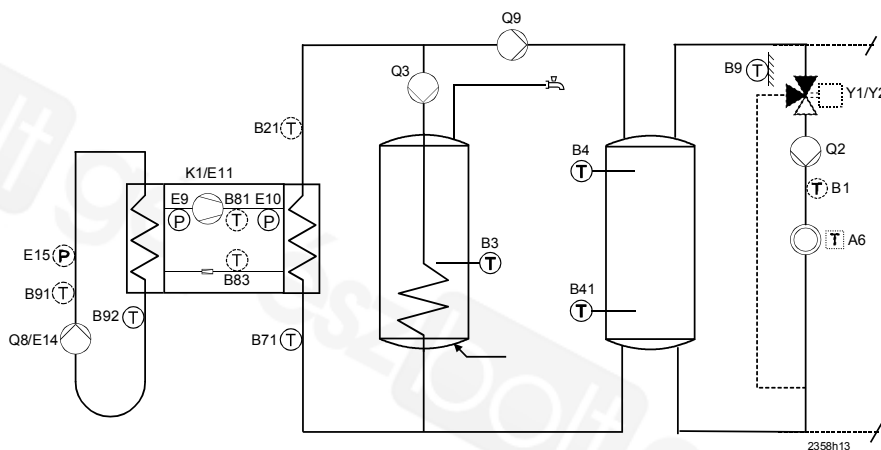 Q9
B9 T
Q3
Y1/Y2
B21 T
B4
T
Q2
K1/E11
T B1
E9 B81 E10
P T P
B3
T
T A6
E15 P
T
B83
B91 T
B92 T
B41
T
Q8/E14
B71 T
2358h13